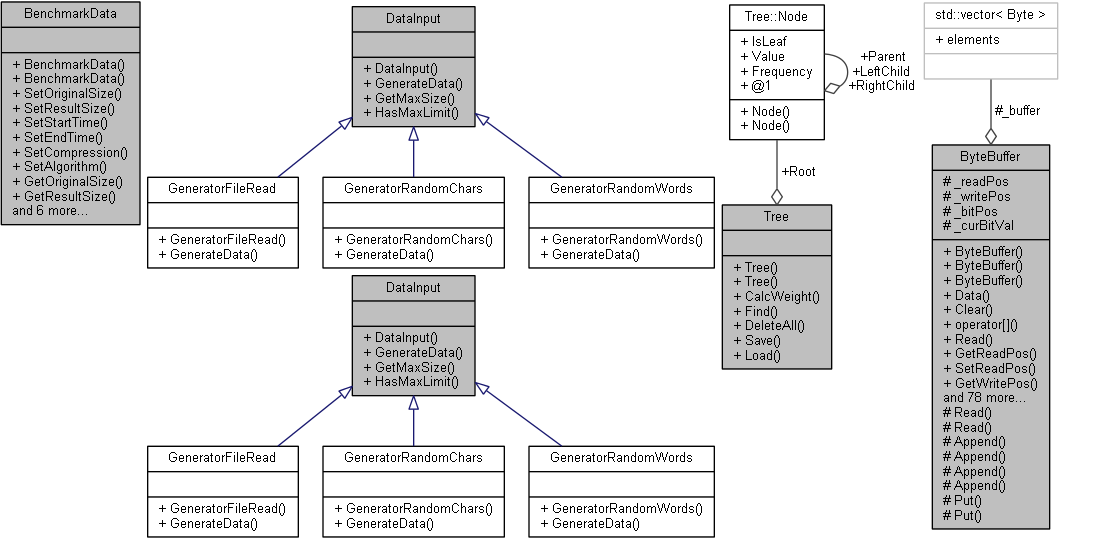 BenchmarkData
+ BenchmarkData()
+ BenchmarkData()
+ SetOriginalSize()
+ SetResultSize()
+ SetStartTime()
+ SetEndTime()
+ SetCompression()
+ SetAlgorithm()
+ GetOriginalSize()
+ GetResultSize()
and 6 more...
DataInput
+ DataInput()
+ GenerateData()
+ GetMaxSize()
+ HasMaxLimit()
GeneratorFileRead
+ GeneratorFileRead()
+ GenerateData()
GeneratorRandomChars
+ GeneratorRandomChars()
+ GenerateData()
GeneratorRandomWords
+ GeneratorRandomWords()
+ GenerateData()
DataInput
+ DataInput()
+ GenerateData()
+ GetMaxSize()
+ HasMaxLimit()
GeneratorFileRead
+ GeneratorFileRead()
+ GenerateData()
GeneratorRandomChars
+ GeneratorRandomChars()
+ GenerateData()
GeneratorRandomWords
+ GeneratorRandomWords()
+ GenerateData()
Tree::Node
+ IsLeaf
+ Value
+ Frequency
+ @1
+ Node()
+ Node()
+Parent
+LeftChild
+RightChild
+Root
Tree
+ Tree()
+ Tree()
+ CalcWeight()
+ Find()
+ DeleteAll()
+ Save()
+ Load()
std::vector< Byte >
+ elements
#_buffer
ByteBuffer
# _readPos
# _writePos
# _bitPos
# _curBitVal
+ ByteBuffer()
+ ByteBuffer()
+ ByteBuffer()
+ Data()
+ Clear()
+ operator[]()
+ Read()
+ GetReadPos()
+ SetReadPos()
+ GetWritePos()
and 78 more...
# Read()
# Read()
# Append()
# Append()
# Append()
# Append()
# Put()
# Put()